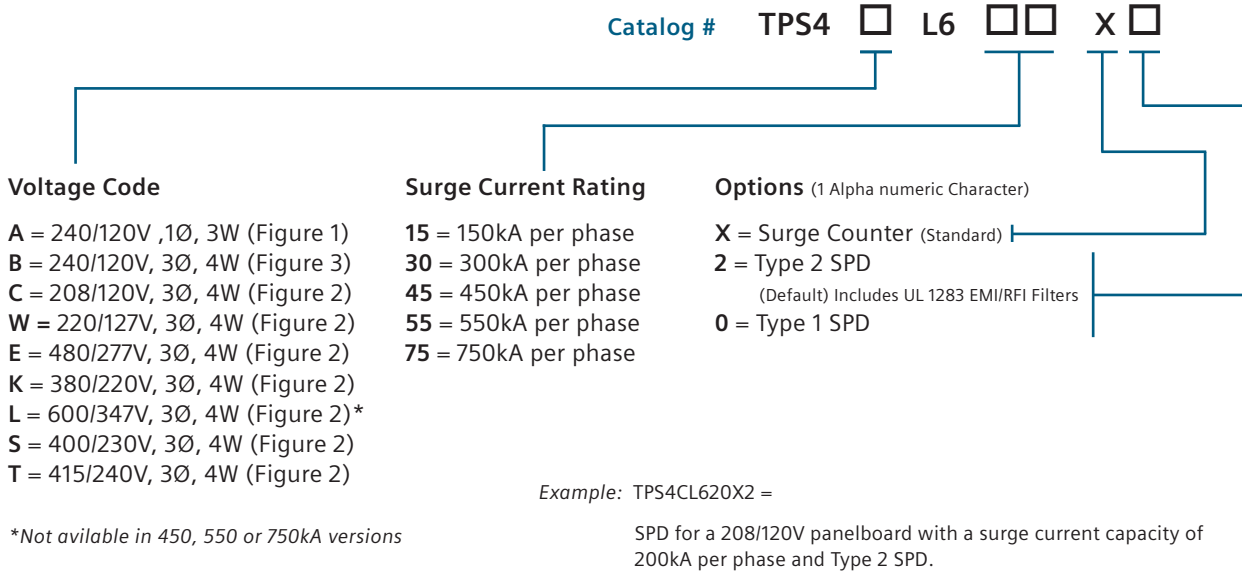 Catalog # TPS4 □ L6 □□ X □
Voltage Code
A = 240/120V ,1Ø, 3W (Figure 1)
B = 240/120V, 3Ø, 4W (Figure 3)
C = 208/120V, 3Ø, 4W (Figure 2)
W = 220/127V, 3Ø, 4W (Figure 2)
E = 480/277V, 3Ø, 4W (Figure 2)
K = 380/220V, 3Ø, 4W (Figure 2)
L = 600/347V, 3Ø, 4W (Figure 2)*
S = 400/230V, 3Ø, 4W (Figure 2)
T = 415/240V, 3Ø, 4W (Figure 2)
*Not avilable in 450, 550 or 750kA versions
Surge Current Rating
15 = 150kA per phase
30 = 300kA per phase
45 = 450kA per phase
55 = 550kA per phase
75 = 750kA per phase
Options (1 Alpha numeric Character)
X = Surge Counter (Standard)
2 = Type 2 SPD
(Default) Includes UL 1283 EMI/RFI Filters
0 = Type 1 SPD
Example: TPS4CL620X2 =
SPD for a 208/120V panelboard with a surge current capacity of
200kA per phase and Type 2 SPD.